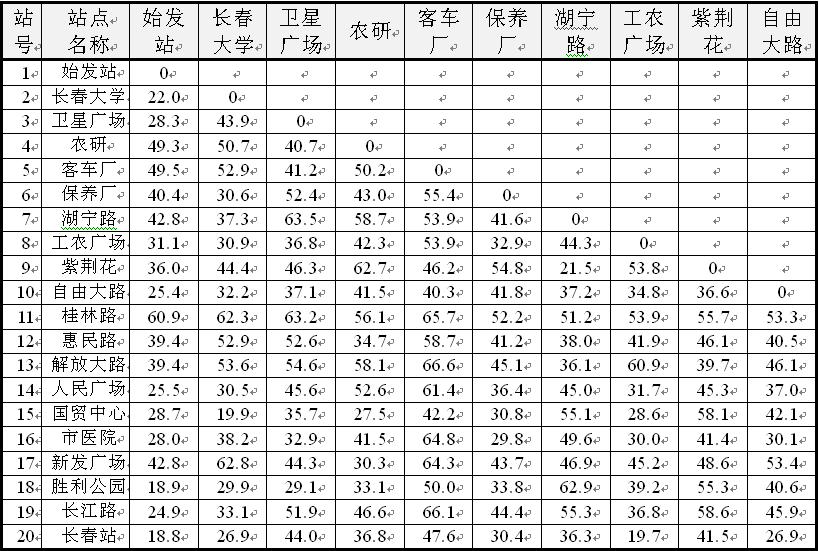 站号 站点名称 始发站 长春大学 卫星广场 农研 客车厂 保养厂 湖宁路 工农广场 紫荆花 自由大路
1 始发站 0
2 长春大学 22.0 0
3 卫星广场 28.3 43.9 0
4 农研 49.3 50.7 40.7 0
5 客车厂 49.5 52.9 41.2 50.2 0
6 保养厂 40.4 30.6 52.4 43.0 55.4 0
7 湖宁路 42.8 37.3 63.5 58.7 53.9 41.6 0
8 工农广场 31.1 30.9 36.8 42.3 53.9 32.9 44.3 0
9 紫荆花 36.0 44.4 46.3 62.7 46.2 54.8 21.5 53.8 0
10 自由大路 25.4 32.2 37.1 41.5 40.3 41.8 37.2 34.8 36.6 0
11 桂林路 60.9 62.3 63.2 56.1 65.7 52.2 51.2 53.9 55.7 53.3
12 惠民路 39.4 52.9 52.6 34.7 58.7 41.2 38.0 41.9 46.1 40.5
13 解放大路 39.4 53.6 54.6 58.1 66.6 45.1 36.1 60.9 39.7 46.1
14 人民广场 25.5 30.5 45.6 52.6 61.4 36.4 45.0 31.7 45.3 37.0
15 国贸中心 28.7 19.9 35.7 27.5 42.2 30.8 55.1 28.6 58.1 42.1
16 市医院 28.0 38.2 32.9 41.5 64.8 29.8 49.6 30.0 41.4 30.1
17 新发广场 42.8 62.8 44.3 30.3 64.3 43.7 46.9 45.2 48.6 53.4
18 胜利公园 18.9 29.9 29.1 33.1 50.0 33.8 62.9 39.2 55.3 40.6
19 长江路 24.9 33.1 51.9 46.6 66.1 44.4 55.3 36.8 58.6 45.9
20 长春站 18.8 26.9 44.0 36.8 47.6 30.4 36.3 19.7 41.5 26.9